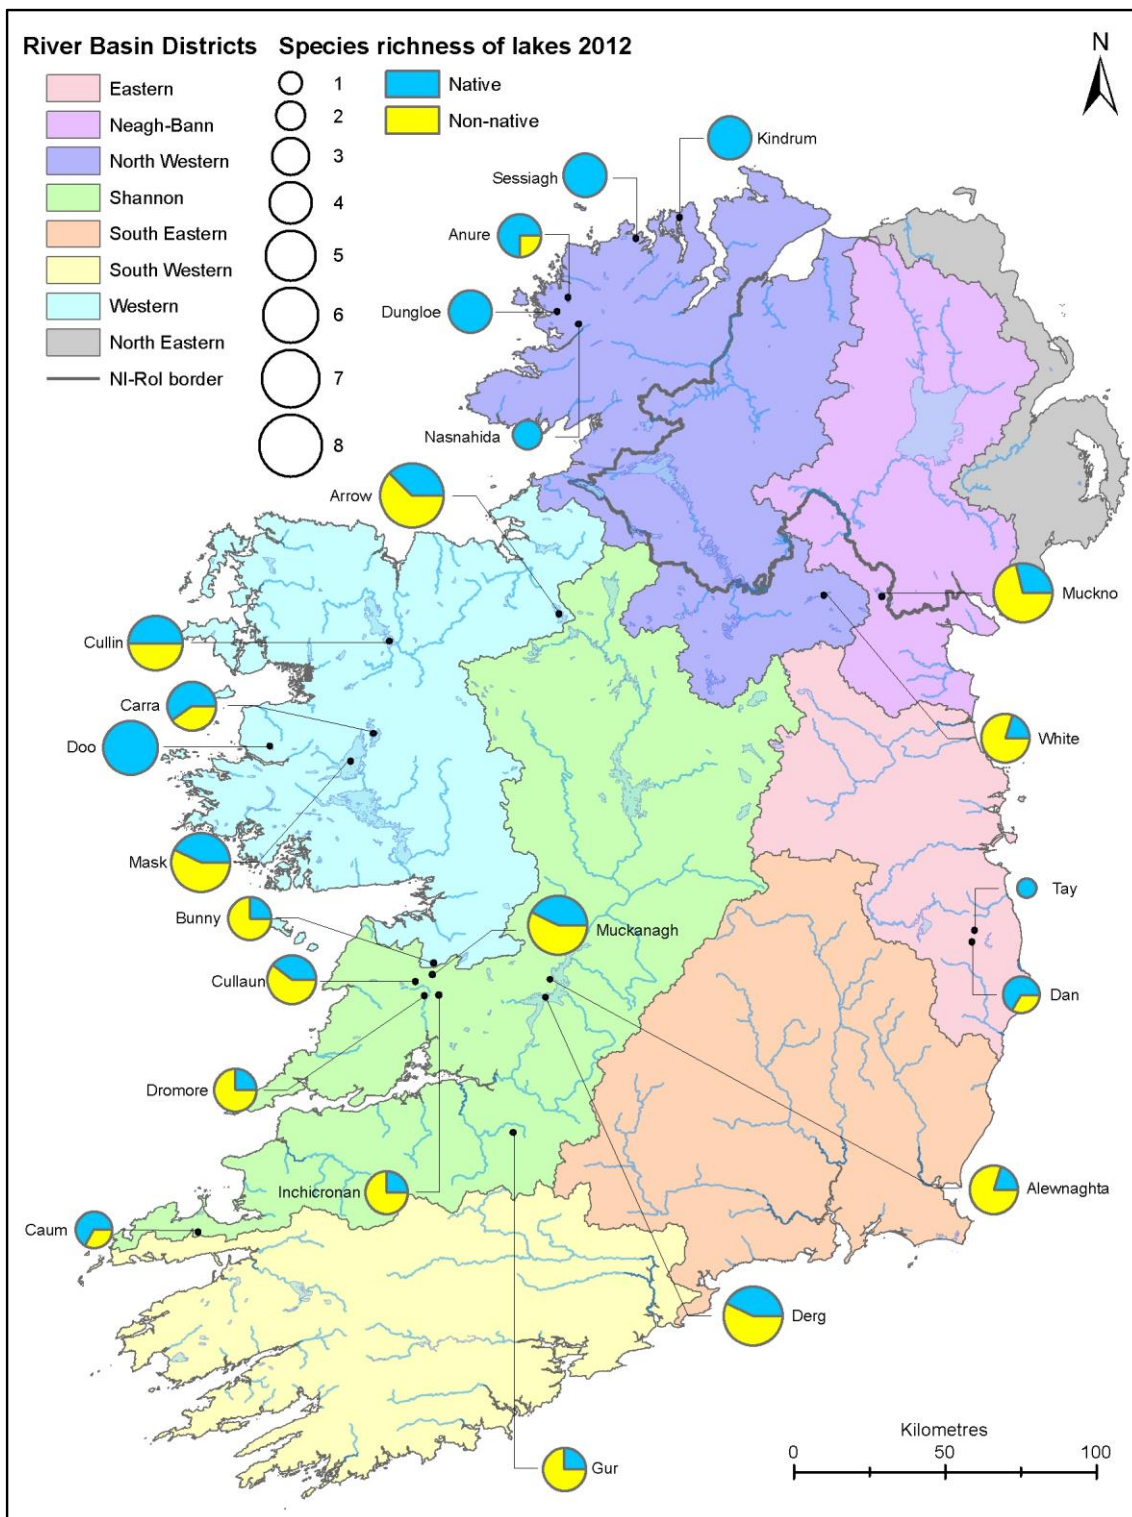 River Basin Districts
Eastern
Neagh-Bann
North Western
Shannon
South Eastern
South Western
Western
North Eastern
NI-RoI border
Species richness of lakes 2012
1
2
3
4
5
6
7
8
Native
Non-native
N
Kindrum
Sessiagh
Anure
Dungloe
Nasnahida
Arrow
Muckno
Cullin
Carra
Doo
White
Mask
Tay
Bunny
Muckanagh
Cullaun
Dan
Dromore
Inchicronan
Alewnaghta
Caum
Derg
Gur
Kilometres
0 50 100